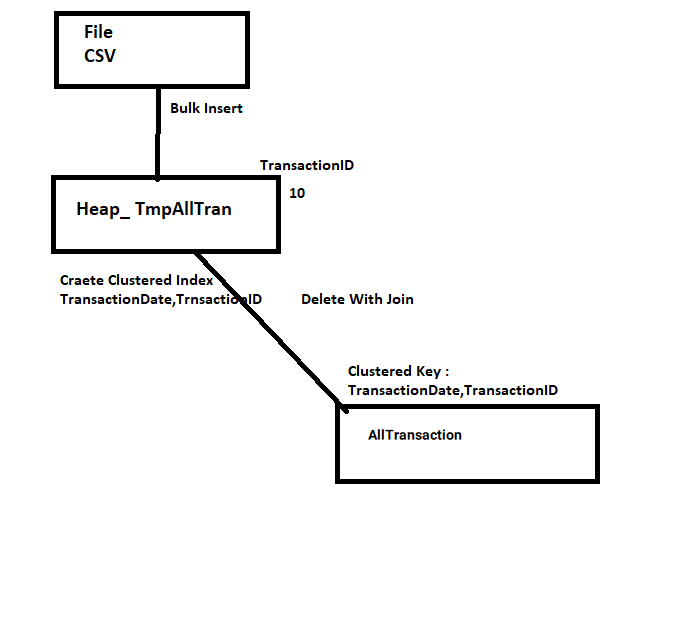 File
CSV
Bulk Insert
TransactionID
10
Heap_ TmpAllTran
Craete Clustered Index
TransactionDate,TrnsactionID
Delete With Join
Clustered Key :
TransactionDate,TransactionID
AllTransaction